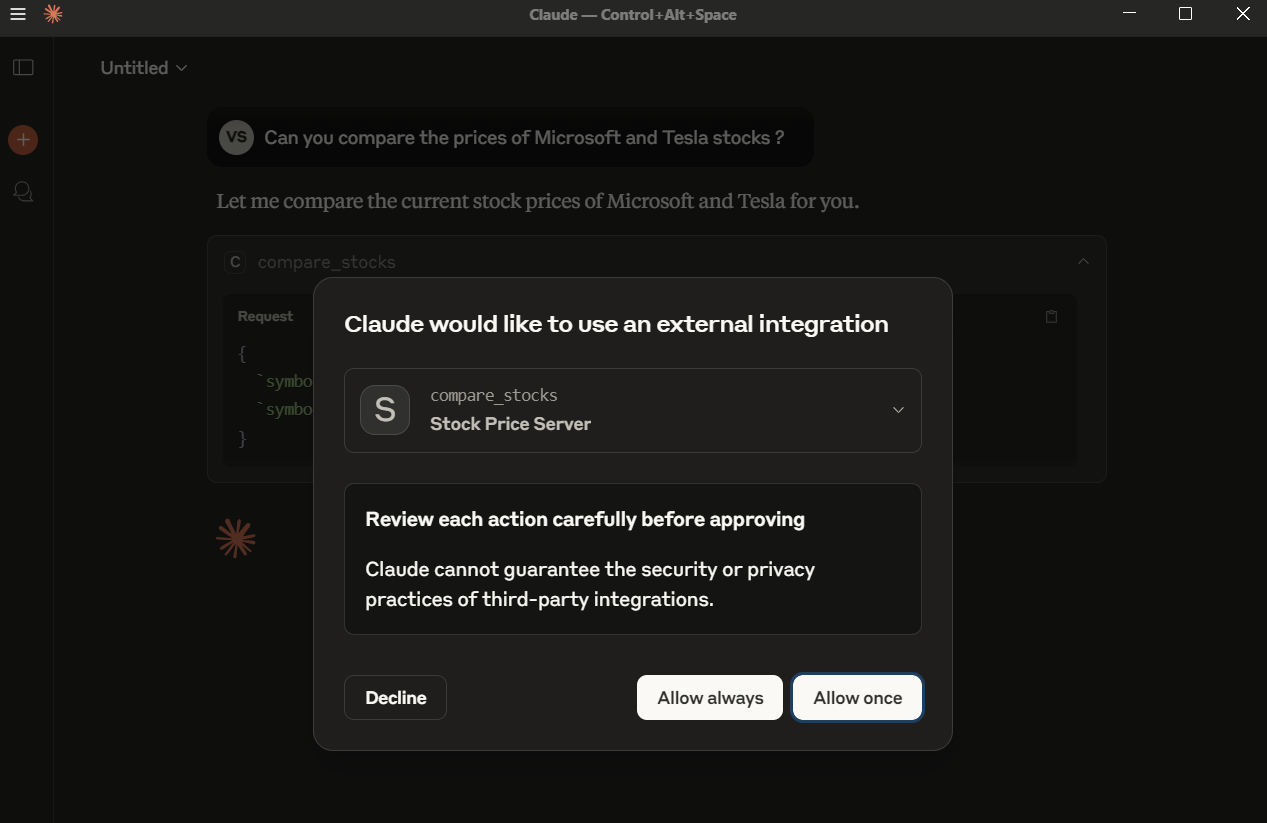 Claude — Control+Alt+Space
Untitled
VS
Can you compare the prices of Microsoft and Tesla stocks ?
Let me compare the current stock prices of Microsoft and Tesla for you.
C compare_stocks
Request
{
`symbo
`symbo
}
Claude would like to use an external integration
S
compare_stocks
Stock Price Server
Review each action carefully before approving
Claude cannot guarantee the security or privacy
practices of third-party integrations.
Decline
Allow always
Allow once